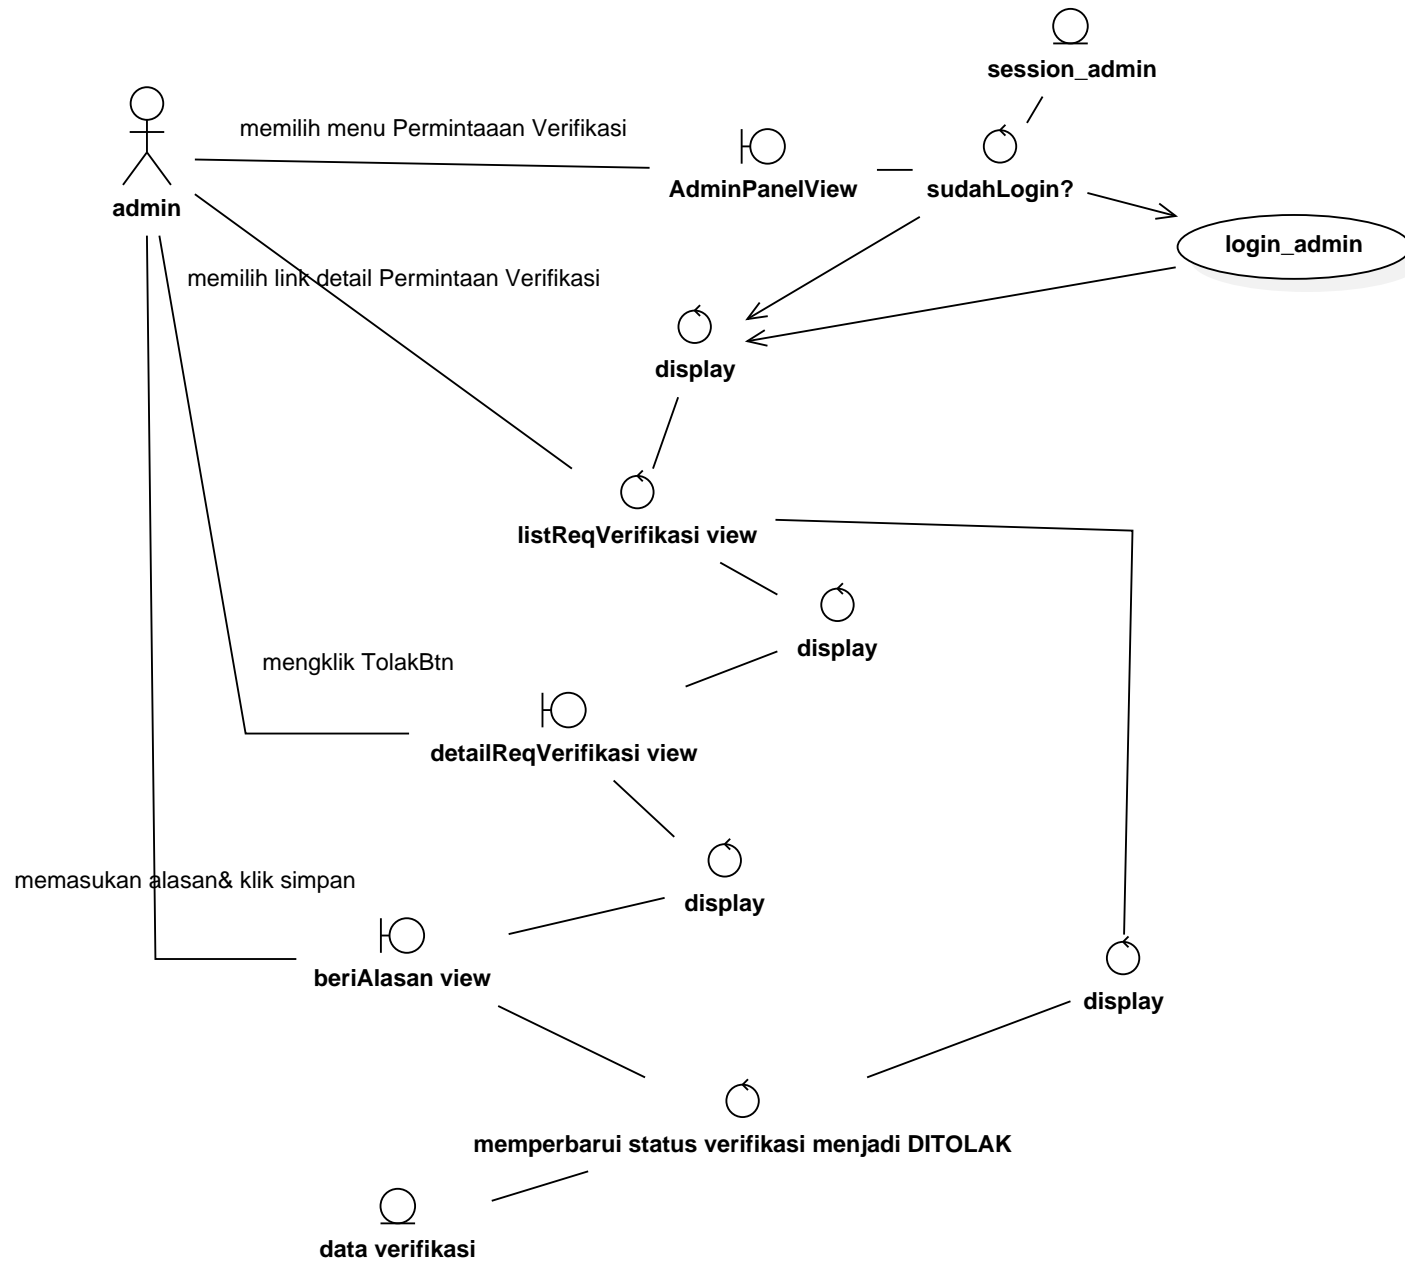 session_admin
memilih menu Permintaaan Verifikasi
AdminPanelView
sudahLogin?
admin
login_admin
memilih link detail Permintaan Verifikasi
display
listReqVerifikasi view
display
mengklik TolakBtn
detailReqVerifikasi view
memasukan alasan& klik simpan
display
beriAlasan view
display
memperbarui status verifikasi menjadi DITOLAK
data verifikasi